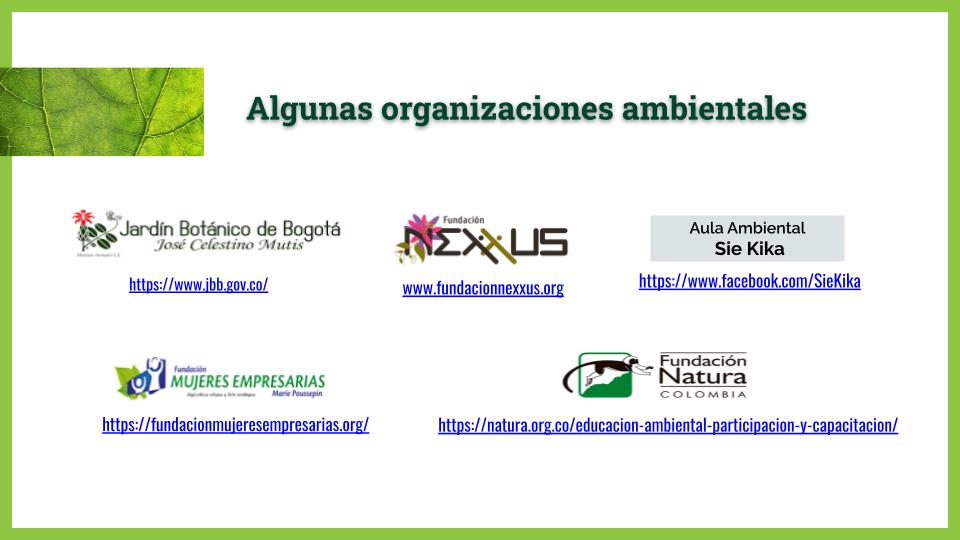 Algunas organizaciones ambientales
Jardín Botánico de Bogotá
José Celestino Mutis
https://www.jbb.gov.co/
Fundación
NEXXUS
www.fundacionnexxus.org
Aula Ambiental
Sie Kika
https://www.facebook.com/SieKika
Fundación
MUJERES EMPRESARIAS
Marie Poussepin
https://fundacionmujeresempresarias.org/
Fundación
Natura
COLOMBIA
https://natura.org.co/educacion-ambiental-participacion-y-capacitacion/